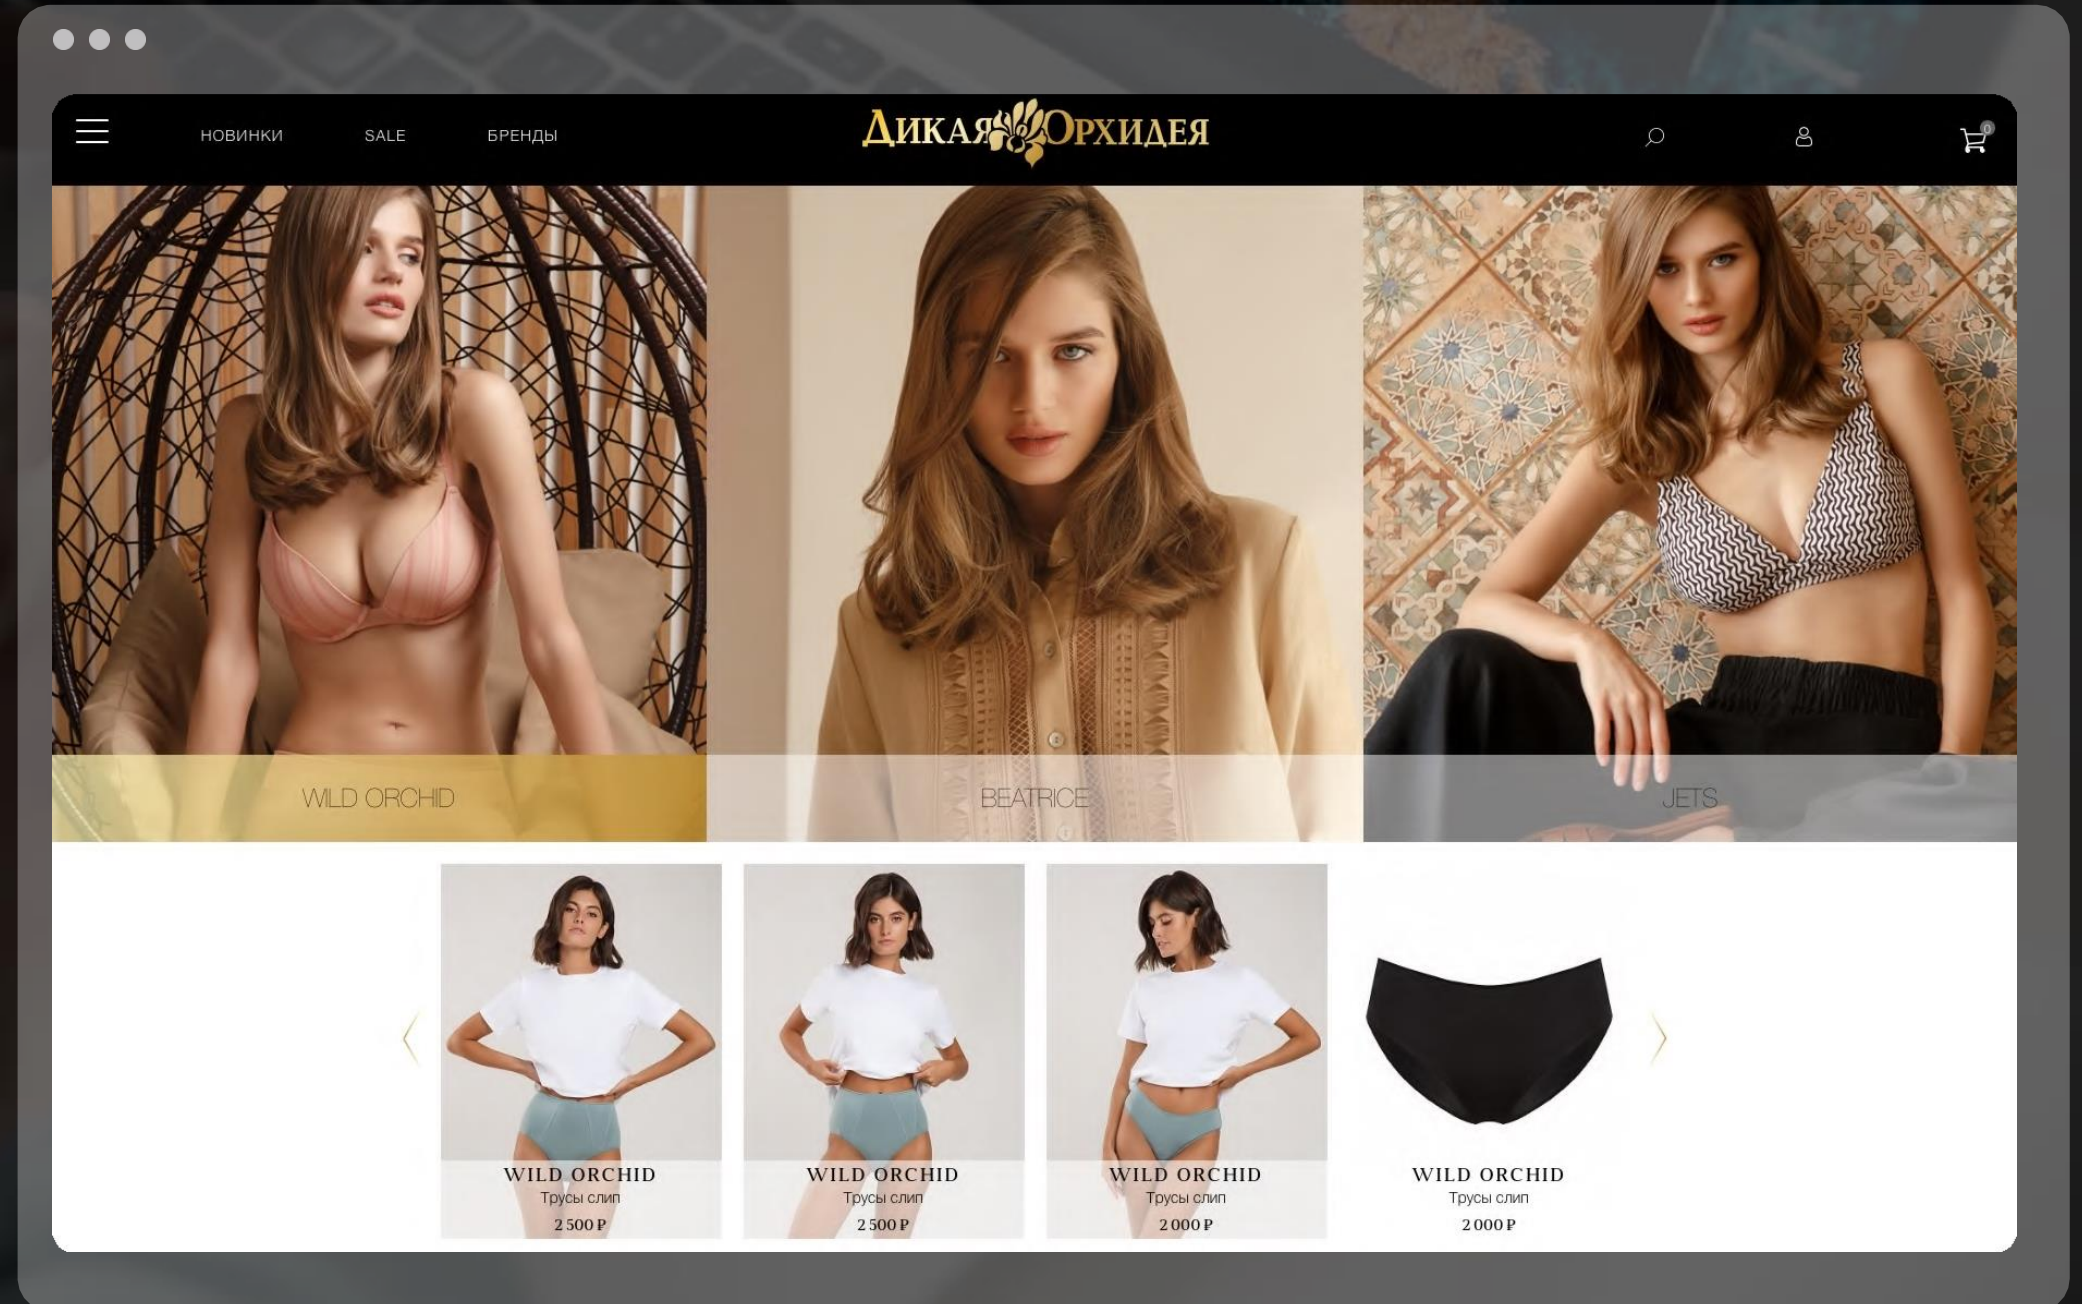 НОВИНКИ SALE БРЕНДЫ ДИКАЯ ОРХИДЕЯ 0
WILD ORCHID BEATRICE JETS
WILD ORCHID WILD ORCHID WILD ORCHID WILD ORCHID
Трусы слип Трусы слип Трусы слип Трусы слип
2 500 ₽ 2 500 ₽ 2 000 ₽ 2 000 ₽